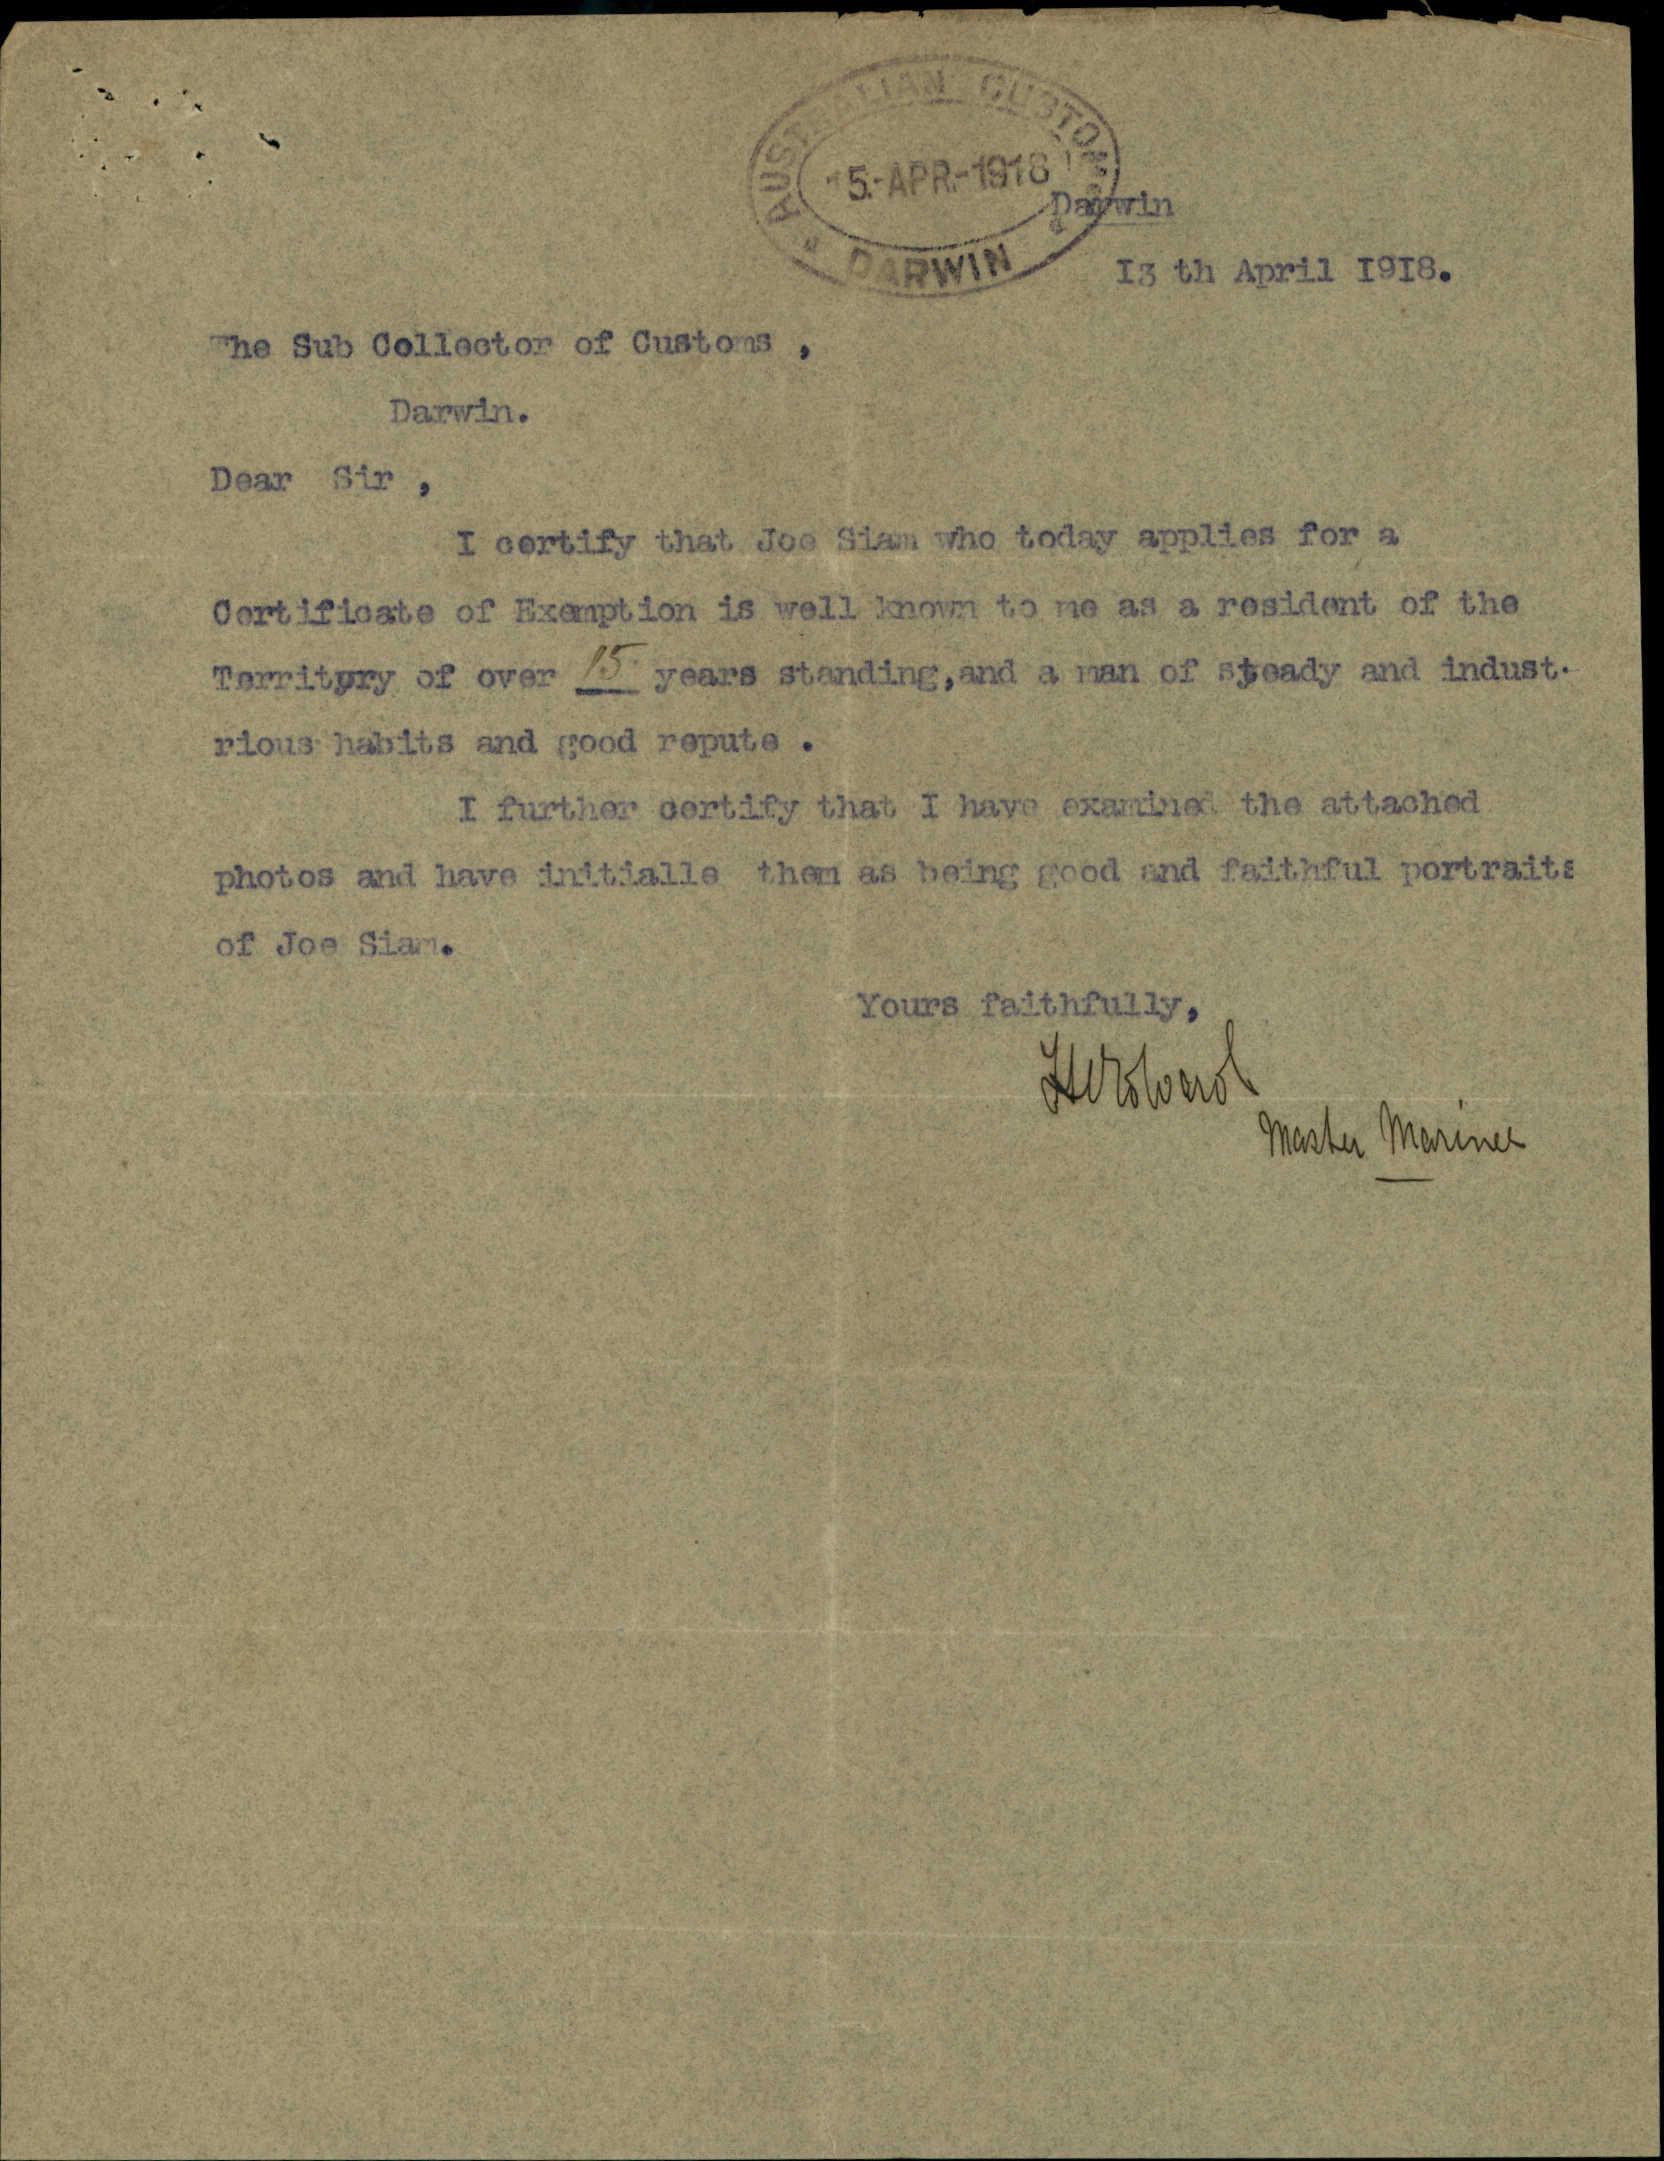 AUSTRALIAN CUSTOMS
15-APR.-1918
DARWIN
Darwin
13 th April 1918.
The Sub Collector of Customs ,
Darwin.
Dear Sir ,
I certify that Joe Siam who today applies for a
Certificate of Exemption is well known to me as a resident of the
Territory of over 15 years standing,and a man of steady and indust-
rious habits and good repute .
I further certify that I have examined the attached
photos and have initialle them as being good and faithful portraits
of Joe Siam.
Yours faithfully,
Master Mariner